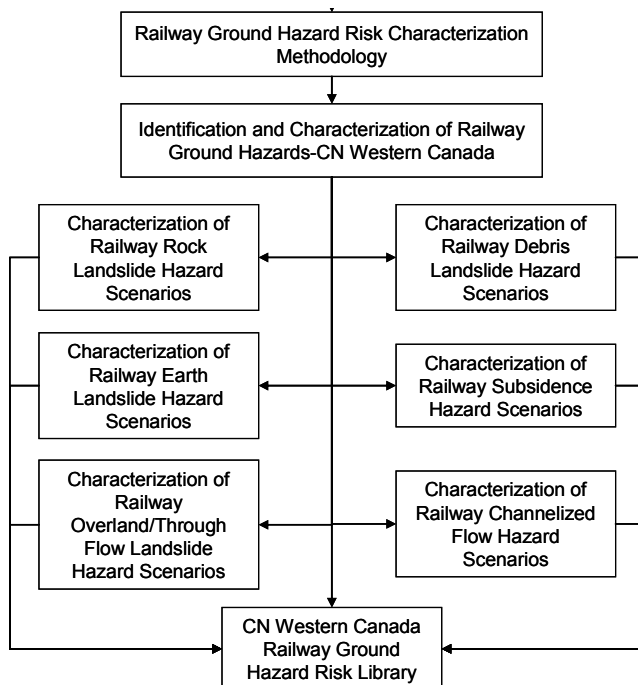 Railway Ground Hazard Risk Characterization
Methodology
Identification and Characterization of Railway
Ground Hazards-CN Western Canada
Characterization of
Railway Rock
Landslide Hazard
Scenarios
Characterization of
Railway Debris
Landslide Hazard
Scenarios
Characterization of
Railway Earth
Landslide Hazard
Scenarios
Characterization of
Railway Subsidence
Hazard Scenarios
Characterization of
Railway
Overland/Through
Flow Landslide
Hazard Scenarios
Characterization of
Railway Channelized
Flow Hazard
Scenarios
CN Western Canada
Railway Ground
Hazard Risk Library